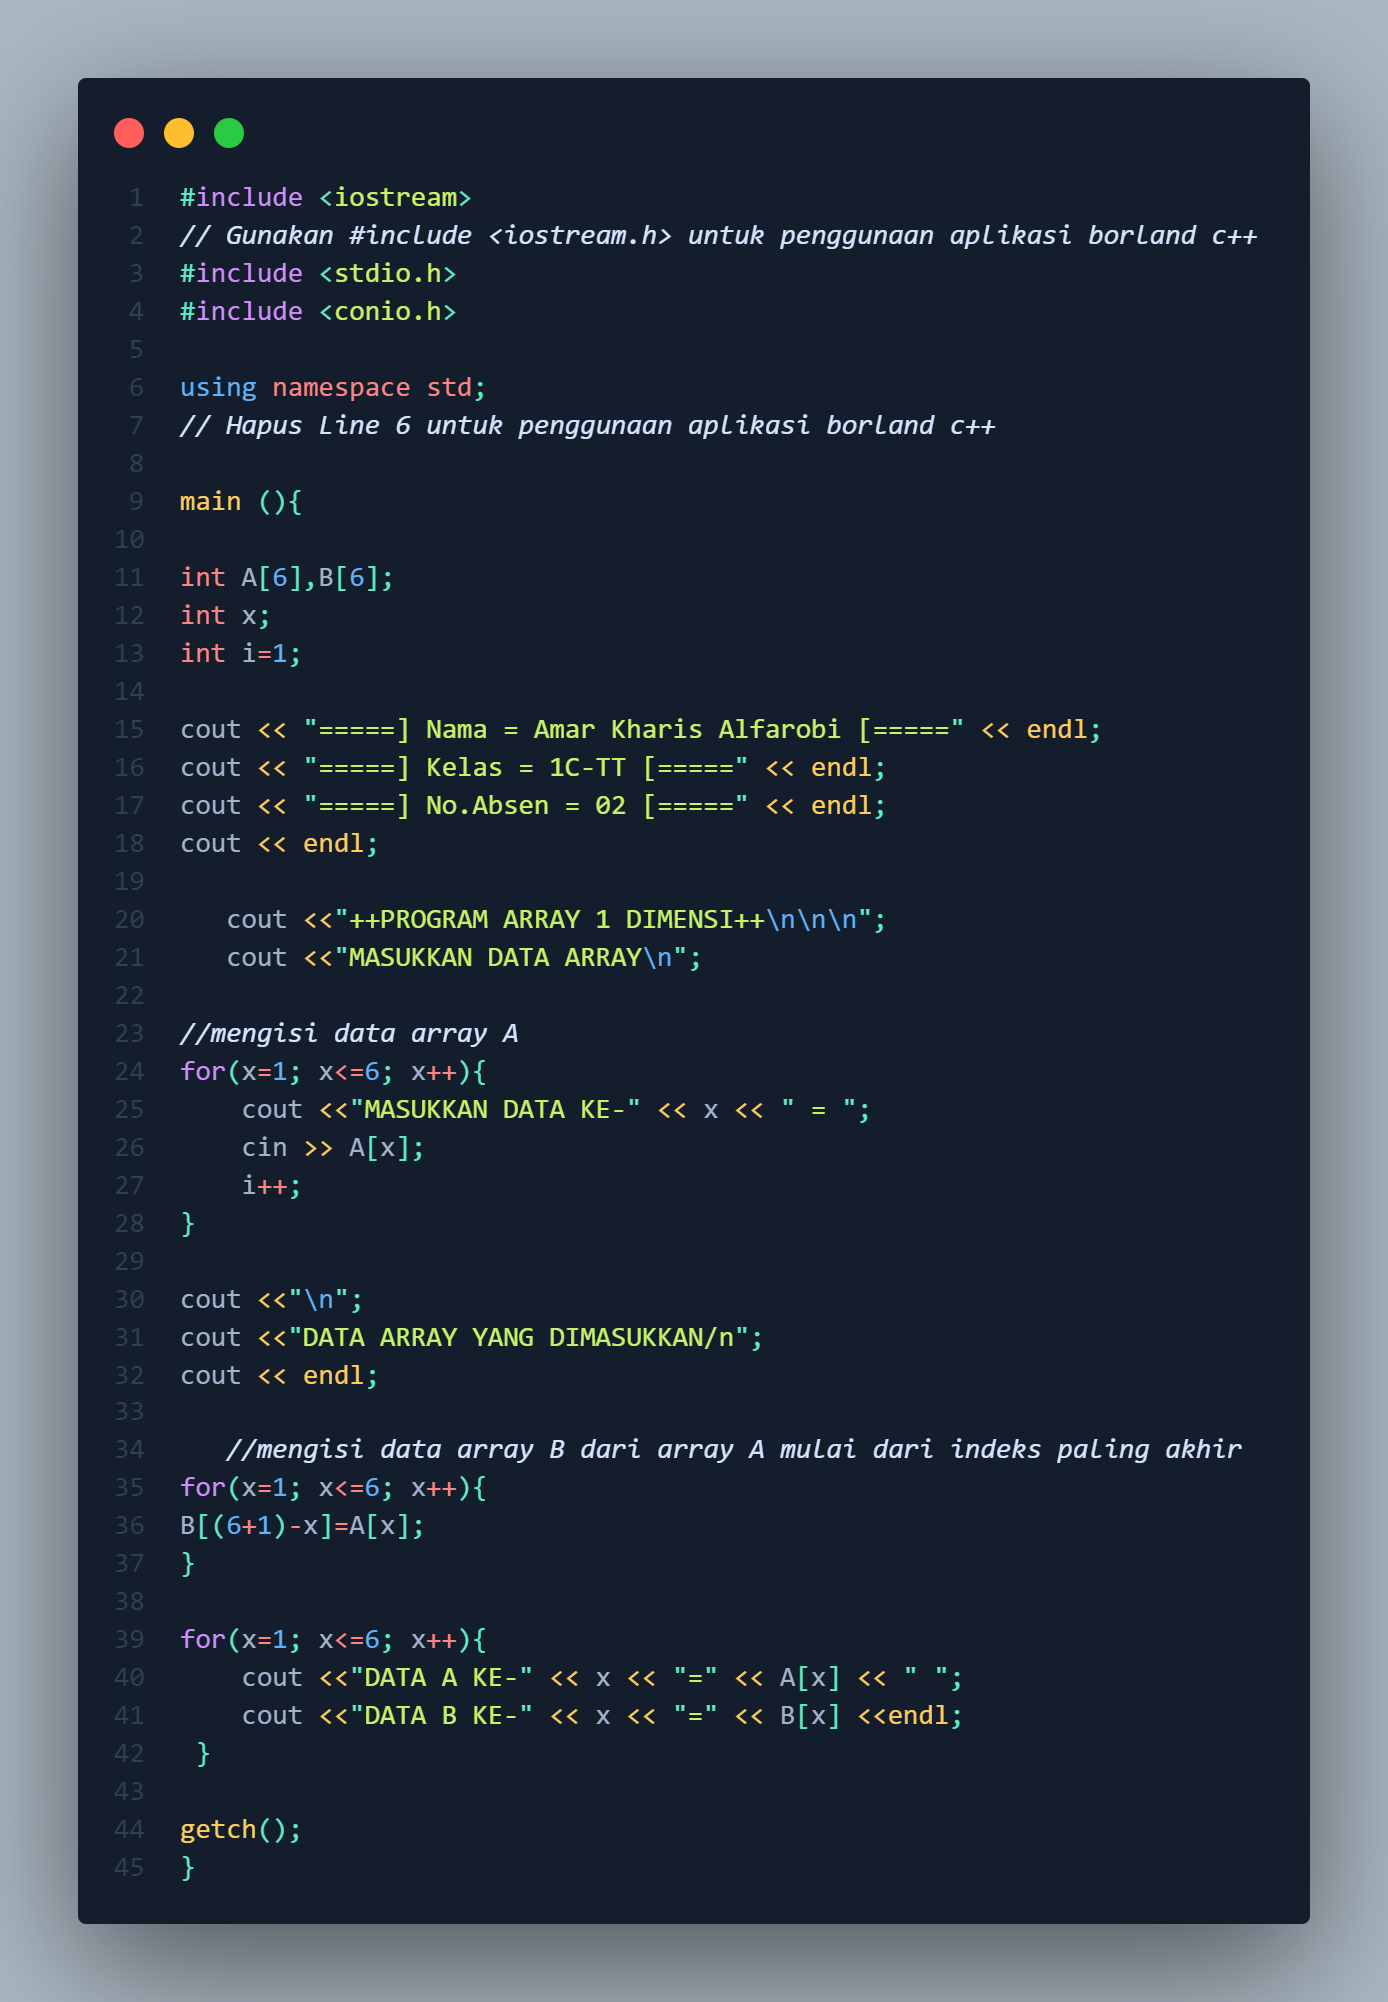 1 #include <iostream>
2 // Gunakan #include <iostream.h> untuk penggunaan aplikasi borland c++
3 #include <stdio.h>
4 #include <conio.h>
5
6 using namespace std;
7 // Hapus Line 6 untuk penggunaan aplikasi borland c++
8
9 main (){
10
11 int A[6],B[6];
12 int x;
13 int i=1;
14
15 cout << "=====] Nama = Amar Kharis Alfarobi [=====" << endl;
16 cout << "=====] Kelas = 1C-TT [=====" << endl;
17 cout << "=====] No.Absen = 02 [=====" << endl;
18 cout << endl;
19
20    cout <<"++PROGRAM ARRAY 1 DIMENSI++\n\n\n";
21    cout <<"MASUKKAN DATA ARRAY\n";
22
23 //mengisi data array A
24 for(x=1; x<=6; x++){
25     cout <<"MASUKKAN DATA KE-" << x << " = ";
26     cin >> A[x];
27     i++;
28 }
29
30 cout <<"\n";
31 cout <<"DATA ARRAY YANG DIMASUKKAN/n";
32 cout << endl;
33
34    //mengisi data array B dari array A mulai dari indeks paling akhir
35 for(x=1; x<=6; x++){
36 B[(6+1)-x]=A[x];
37 }
38
39 for(x=1; x<=6; x++){
40     cout <<"DATA A KE-" << x << "=" << A[x] << " ";
41     cout <<"DATA B KE-" << x << "=" << B[x] <<endl;
42  }
43
44 getch();
45 }